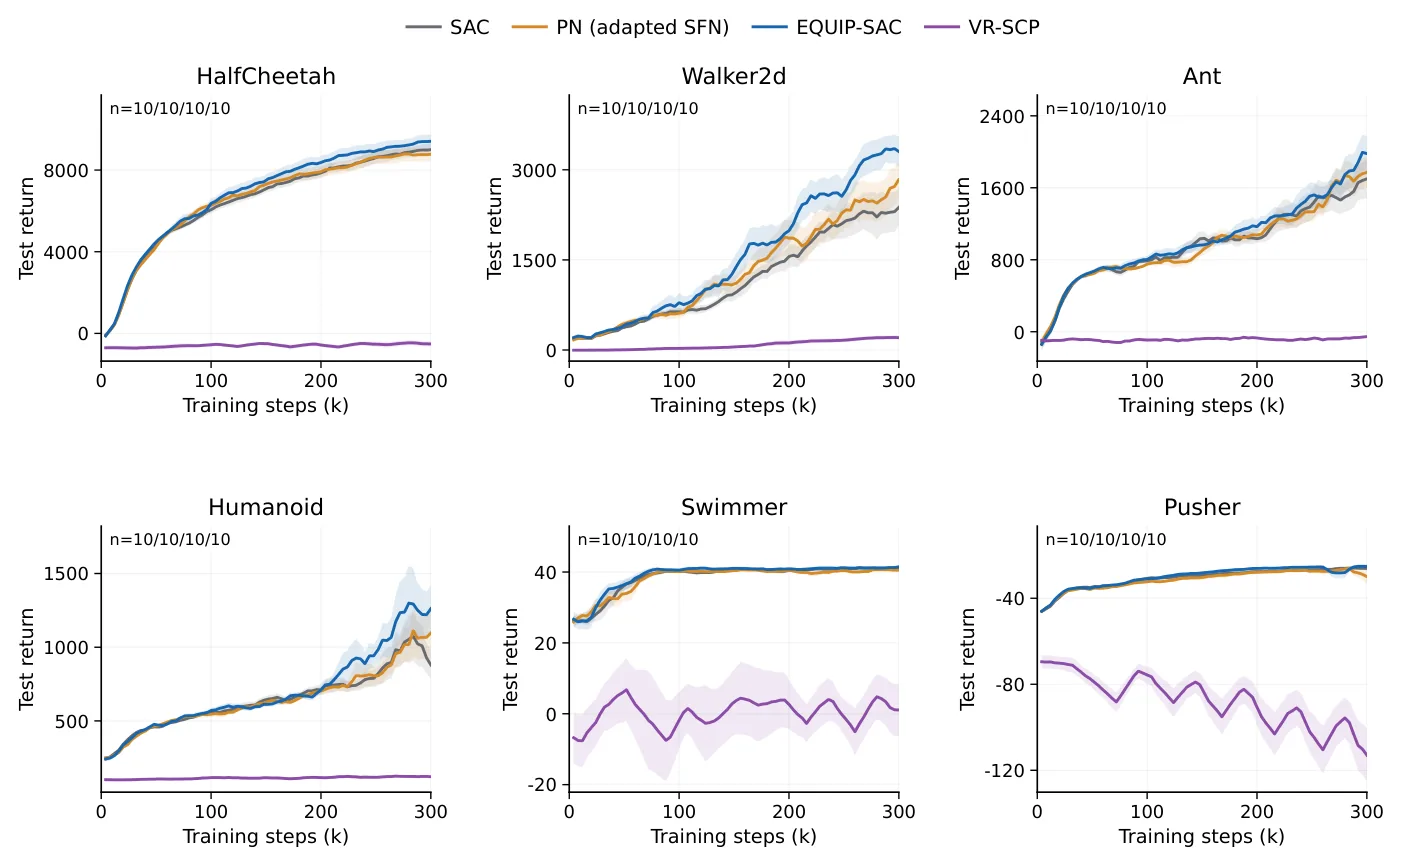 SAC PN (adapted SFN) EQUIP-SAC VR-SCP
HalfCheetah
n=10/10/10/10
Test return
8000
4000
0
0 100 200 300
Training steps (k)
Walker2d
n=10/10/10/10
Test return
3000
1500
0
0 100 200 300
Training steps (k)
Ant
n=10/10/10/10
Test return
2400
1600
800
0
0 100 200 300
Training steps (k)
Humanoid
n=10/10/10/10
Test return
1500
1000
500
0 100 200 300
Training steps (k)
Swimmer
n=10/10/10/10
Test return
40
20
0
-20
0 100 200 300
Training steps (k)
Pusher
n=10/10/10/10
Test return
-40
-80
-120
0 100 200 300
Training steps (k)